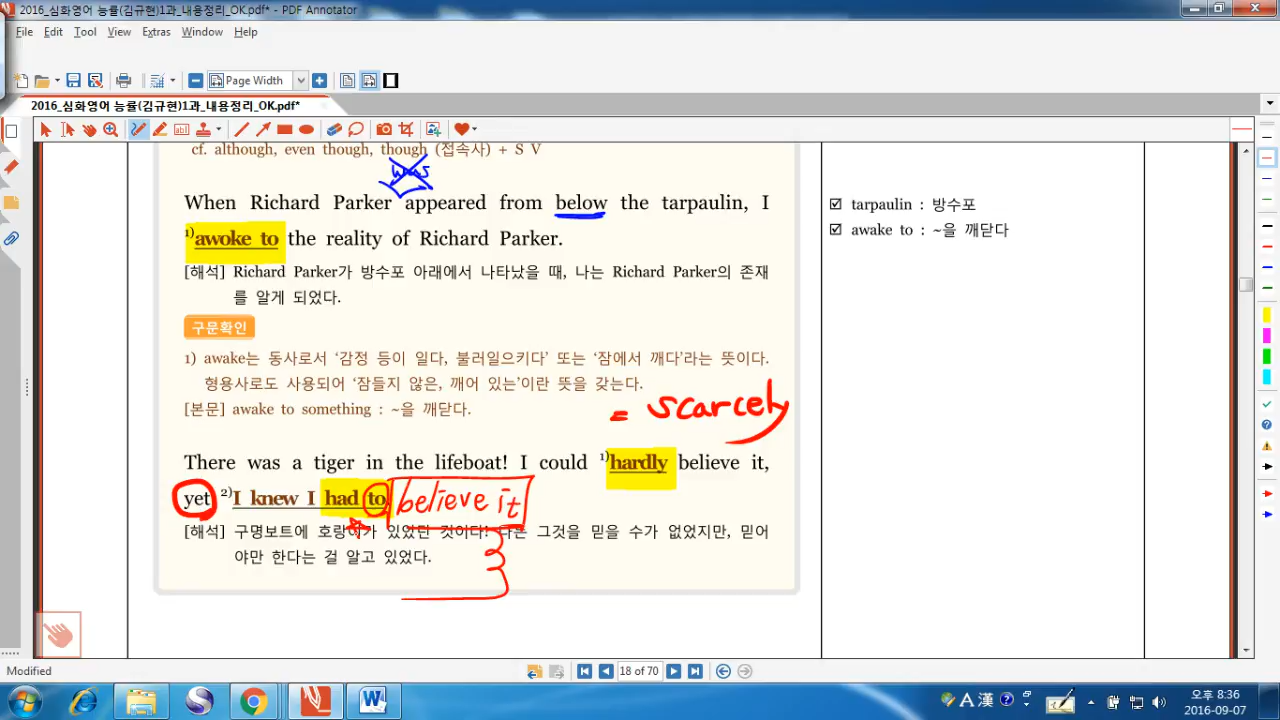 2016_심화영어 능률(김규현)1과_내용정리_OK.pdf* - PDF Annotator
File Edit Tool View Extras Window Help
Page Width
2016_심화영어 능률(김규현)1과_내용정리_OK.pdf*
cf. although, even though, though (접속사) + S V
was
When Richard Parker appeared from below the tarpaulin, I
1)awoke to the reality of Richard Parker.
[해석] Richard Parker가 방수포 아래에서 나타났을 때, 나는 Richard Parker의 존재
를 알게 되었다.
구문확인
1) awake는 동사로서 '감정 등이 일다, 불러일으키다' 또는 '잠에서 깨다'라는 뜻이다.
형용사로도 사용되어 '잠들지 않은, 깨어 있는'이란 뜻을 갖는다.
[본문] awake to something : ~을 깨닫다.
= scarcely
There was a tiger in the lifeboat! I could 1)hardly believe it,
yet 2)I knew I had to believe it
[해석] 구명보트에 호랑이가 있었던 것이다! 나는 그것을 믿을 수가 없었지만, 믿어
야만 한다는 걸 알고 있었다.
☑ tarpaulin : 방수포
☑ awake to : ~을 깨닫다
Modified
18 of 70
A 漢
오후 8:36
2016-09-07